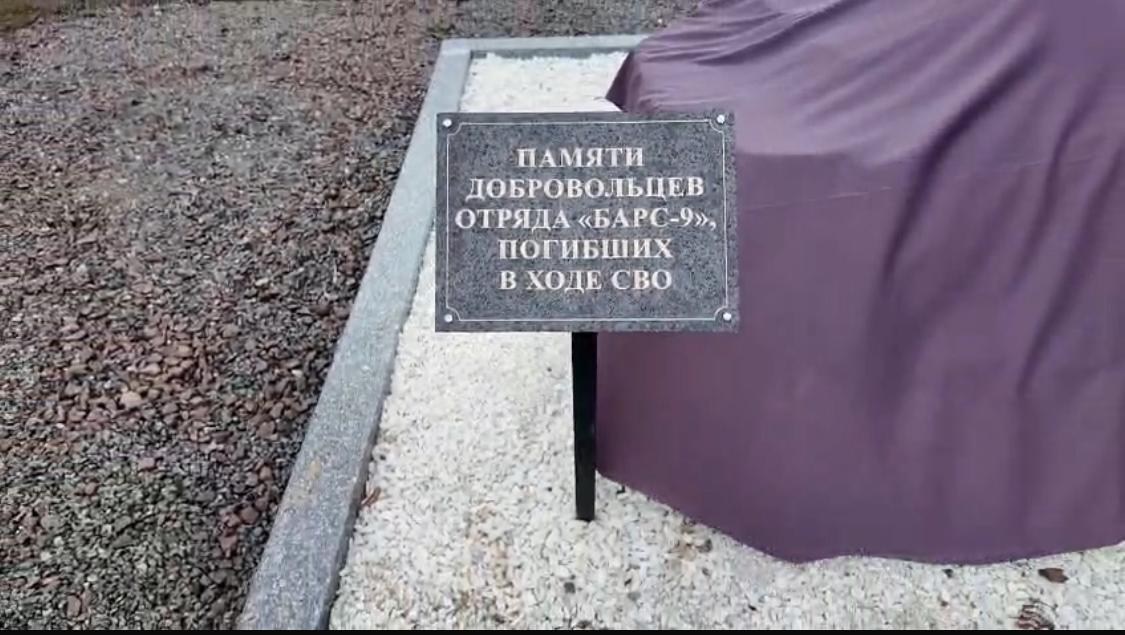 ПАМЯТИ
ДОБРОВОЛЬЦЕВ
ОТРЯДА «БАРС-9»,
ПОГИБШИХ
В ХОДЕ СВО